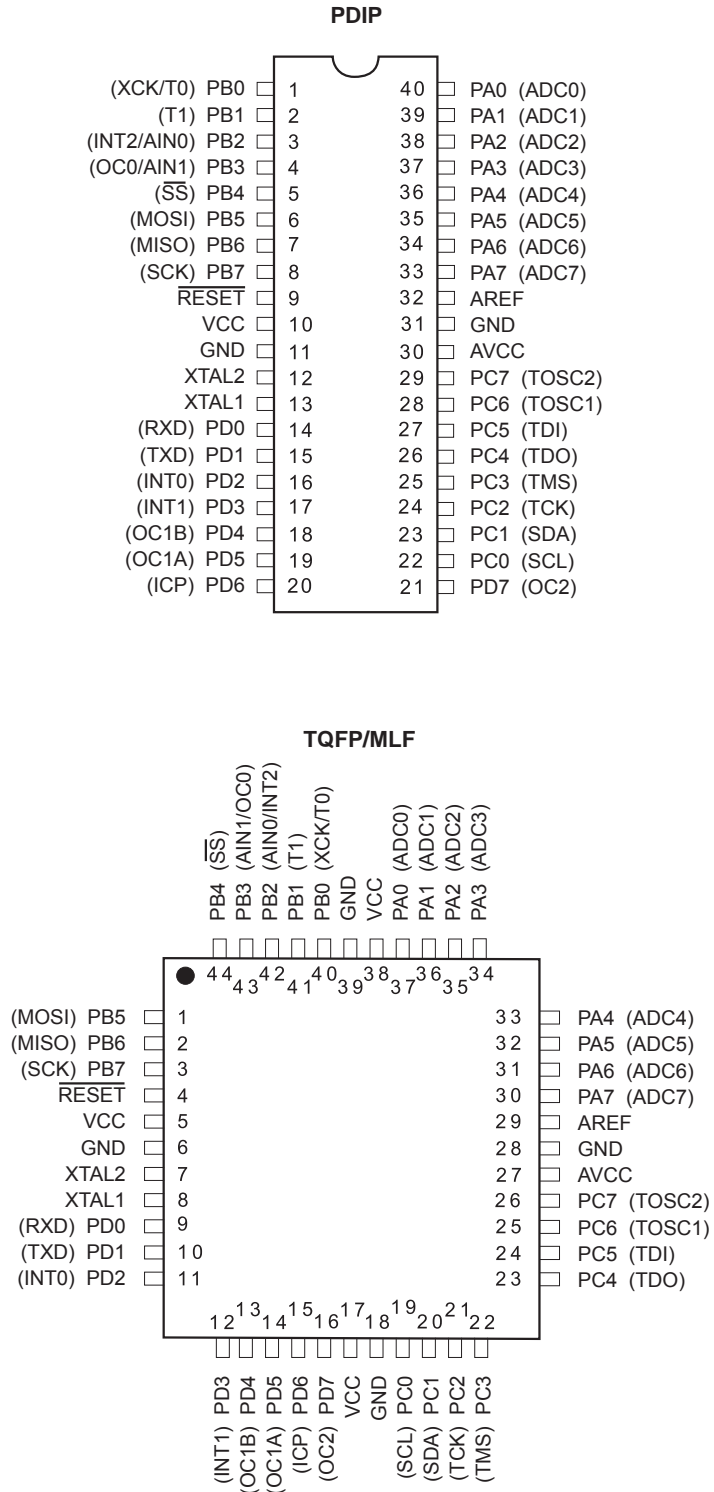 PDIP
(XCK/T0) PB0 1 40 PA0 (ADC0)
(T1) PB1 2 39 PA1 (ADC1)
(INT2/AIN0) PB2 3 38 PA2 (ADC2)
(OC0/AIN1) PB3 4 37 PA3 (ADC3)
(SS) PB4 5 36 PA4 (ADC4)
(MOSI) PB5 6 35 PA5 (ADC5)
(MISO) PB6 7 34 PA6 (ADC6)
(SCK) PB7 8 33 PA7 (ADC7)
RESET 9 32 AREF
VCC 10 31 GND
GND 11 30 AVCC
XTAL2 12 29 PC7 (TOSC2)
XTAL1 13 28 PC6 (TOSC1)
(RXD) PD0 14 27 PC5 (TDI)
(TXD) PD1 15 26 PC4 (TDO)
(INT0) PD2 16 25 PC3 (TMS)
(INT1) PD3 17 24 PC2 (TCK)
(OC1B) PD4 18 23 PC1 (SDA)
(OC1A) PD5 19 22 PC0 (SCL)
(ICP) PD6 20 21 PD7 (OC2)
TQFP/MLF
PB4 (SS)
PB3 (AIN1/OC0)
PB2 (AIN0/INT2)
PB1 (T1)
PB0 (XCK/T0)
GND
VCC
PA0 (ADC0)
PA1 (ADC1)
PA2 (ADC2)
PA3 (ADC3)
44 43 42 41 40 39 38 37 36 35 34
(MOSI) PB5 1 33 PA4 (ADC4)
(MISO) PB6 2 32 PA5 (ADC5)
(SCK) PB7 3 31 PA6 (ADC6)
RESET 4 30 PA7 (ADC7)
VCC 5 29 AREF
GND 6 28 GND
XTAL2 7 27 AVCC
XTAL1 8 26 PC7 (TOSC2)
(RXD) PD0 9 25 PC6 (TOSC1)
(TXD) PD1 10 24 PC5 (TDI)
(INT0) PD2 11 23 PC4 (TDO)
12 13 14 15 16 17 18 19 20 21 22
(INT1) PD3
(OC1B) PD4
(OC1A) PD5
(ICP) PD6
(OC2) PD7
VCC
GND
(SCL) PC0
(SDA) PC1
(TCK) PC2
(TMS) PC3